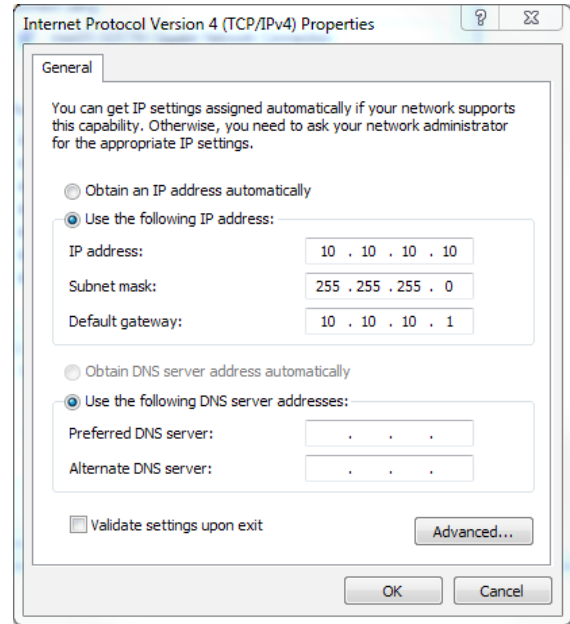 Internet Protocol Version 4 (TCP/IPv4) Properties
General
You can get IP settings assigned automatically if your network supports
this capability. Otherwise, you need to ask your network administrator
for the appropriate IP settings.
Obtain an IP address automatically
Use the following IP address:
IP address: 10 . 10 . 10 . 10
Subnet mask: 255 . 255 . 255 . 0
Default gateway: 10 . 10 . 10 . 1
Obtain DNS server address automatically
Use the following DNS server addresses:
Preferred DNS server: . . .
Alternate DNS server: . . .
Validate settings upon exit
Advanced...
OK Cancel